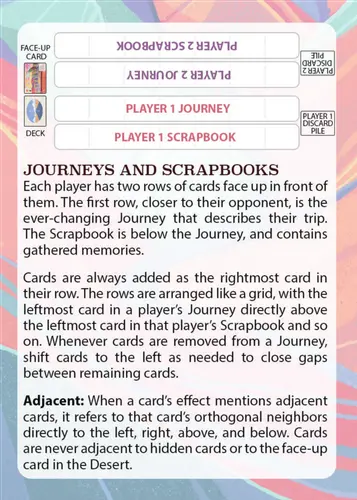 FACE-UP
CARD
PLAYER 2 SCRAPBOOK
PLAYER 2 JOURNEY
PLAYER 2
DISCARD
PILE
PLAYER 1 JOURNEY
PLAYER 1
DISCARD
PILE
DECK
PLAYER 1 SCRAPBOOK
JOURNEYS AND SCRAPBOOKS
Each player has two rows of cards face up in front of
them. The first row, closer to their opponent, is the
ever-changing Journey that describes their trip.
The Scrapbook is below the Journey, and contains
gathered memories.
Cards are always added as the rightmost card in
their row. The rows are arranged like a grid, with the
leftmost card in a player's Journey directly above
the leftmost card in that player's Scrapbook and so
on. Whenever cards are removed from a Journey,
shift cards to the left as needed to close gaps
between remaining cards.
Adjacent: When a card's effect mentions adjacent
cards, it refers to that card's orthogonal neighbors
directly to the left, right, above, and below. Cards
are never adjacent to hidden cards or to the face-up
card in the Desert.